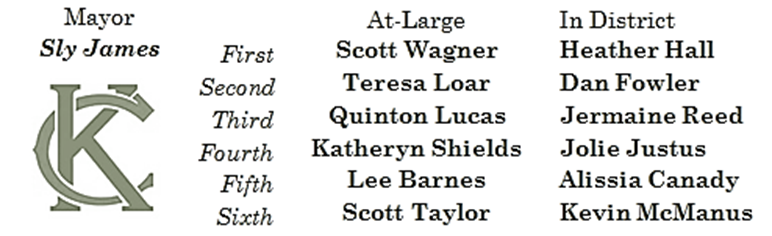 Mayor At-Large In District
Sly James
First Scott Wagner Heather Hall
Second Teresa Loar Dan Fowler
Third Quinton Lucas Jermaine Reed
Fourth Katheryn Shields Jolie Justus
Fifth Lee Barnes Alissia Canady
Sixth Scott Taylor Kevin McManus
KC